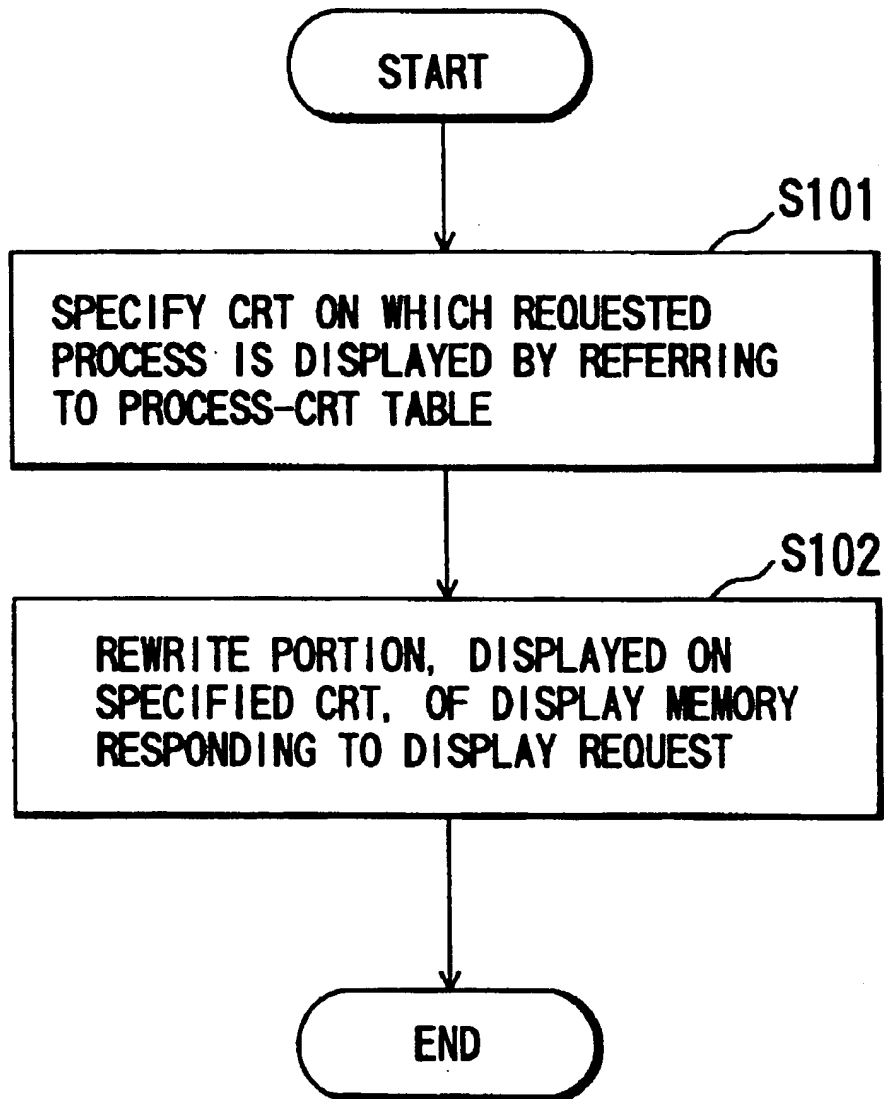 START
S101
SPECIFY CRT ON WHICH REQUESTED
PROCESS IS DISPLAYED BY REFERRING
TO PROCESS-CRT TABLE
S102
REWRITE PORTION, DISPLAYED ON
SPECIFIED CRT, OF DISPLAY MEMORY
RESPONDING TO DISPLAY REQUEST
END